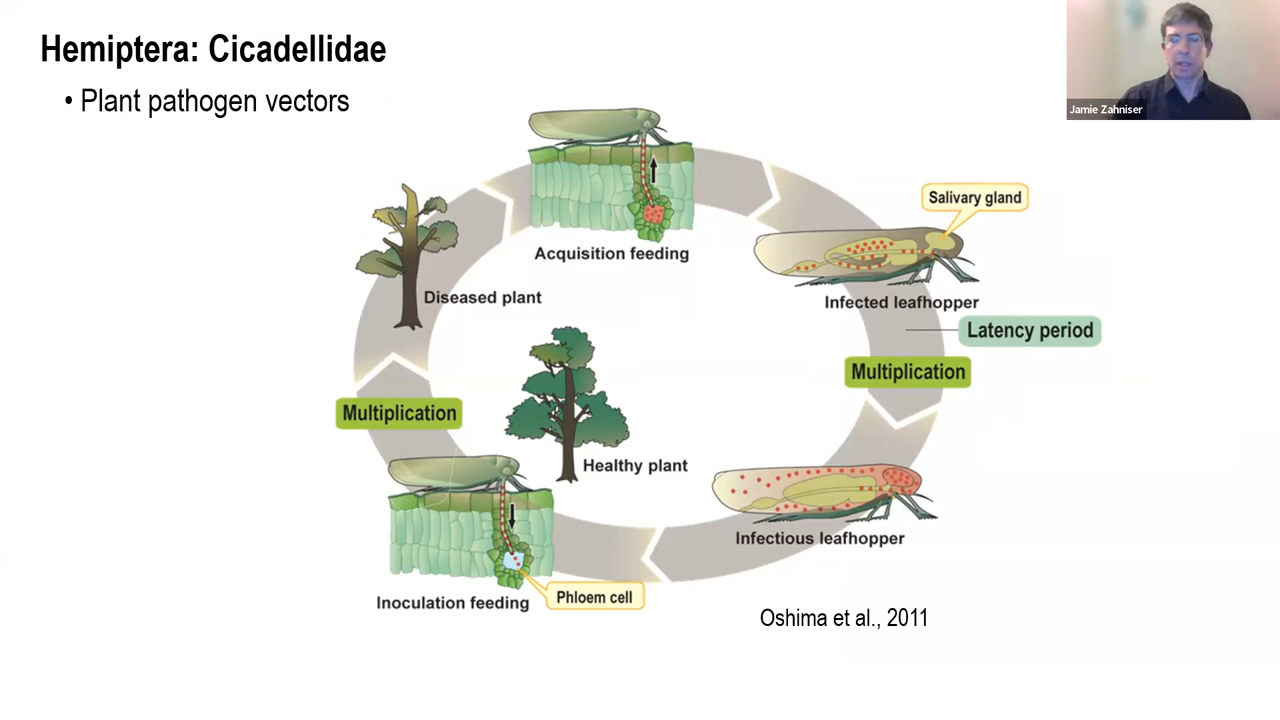 Hemiptera: Cicadellidae
• Plant pathogen vectors
Jamie Zahniser
Salivary gland
Acquisition feeding
Infected leafhopper
Diseased plant
Latency period
Multiplication
Multiplication
Healthy plant
Infectious leafhopper
Phloem cell
Inoculation feeding
Oshima et al., 2011